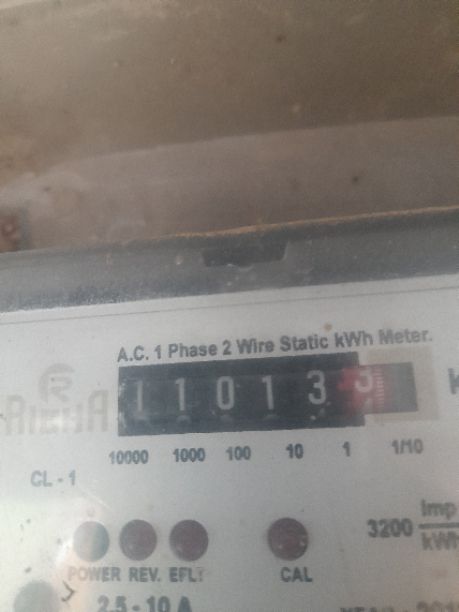 A.C. 1 Phase 2 Wire Static kWh Meter.
1 1 0 1 3
10000 1000 100 10 1 1/10
CL - 1
3200 Imp
kWh
POWER REV. EFLT CAL
2.5 - 10 A